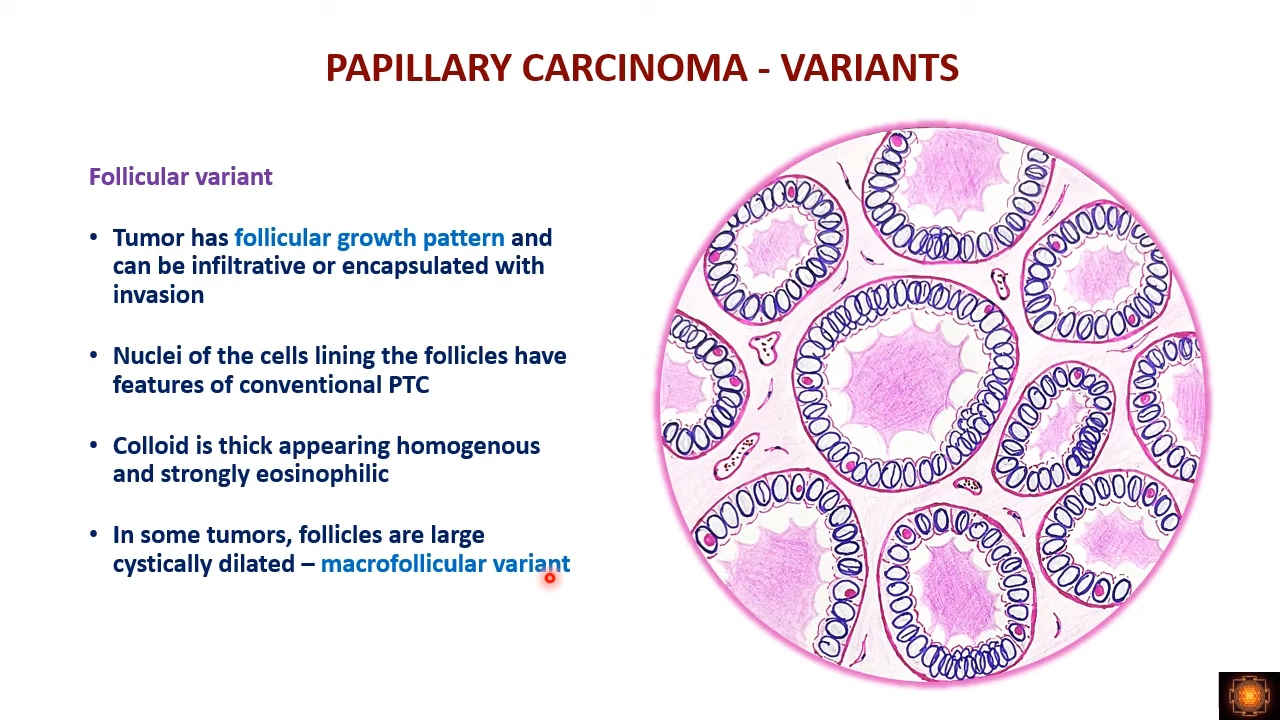 PAPILLARY CARCINOMA - VARIANTS
Follicular variant
• Tumor has follicular growth pattern and
can be infiltrative or encapsulated with
invasion
• Nuclei of the cells lining the follicles have
features of conventional PTC
• Colloid is thick appearing homogenous
and strongly eosinophilic
• In some tumors, follicles are large
cystically dilated – macrofollicular variant